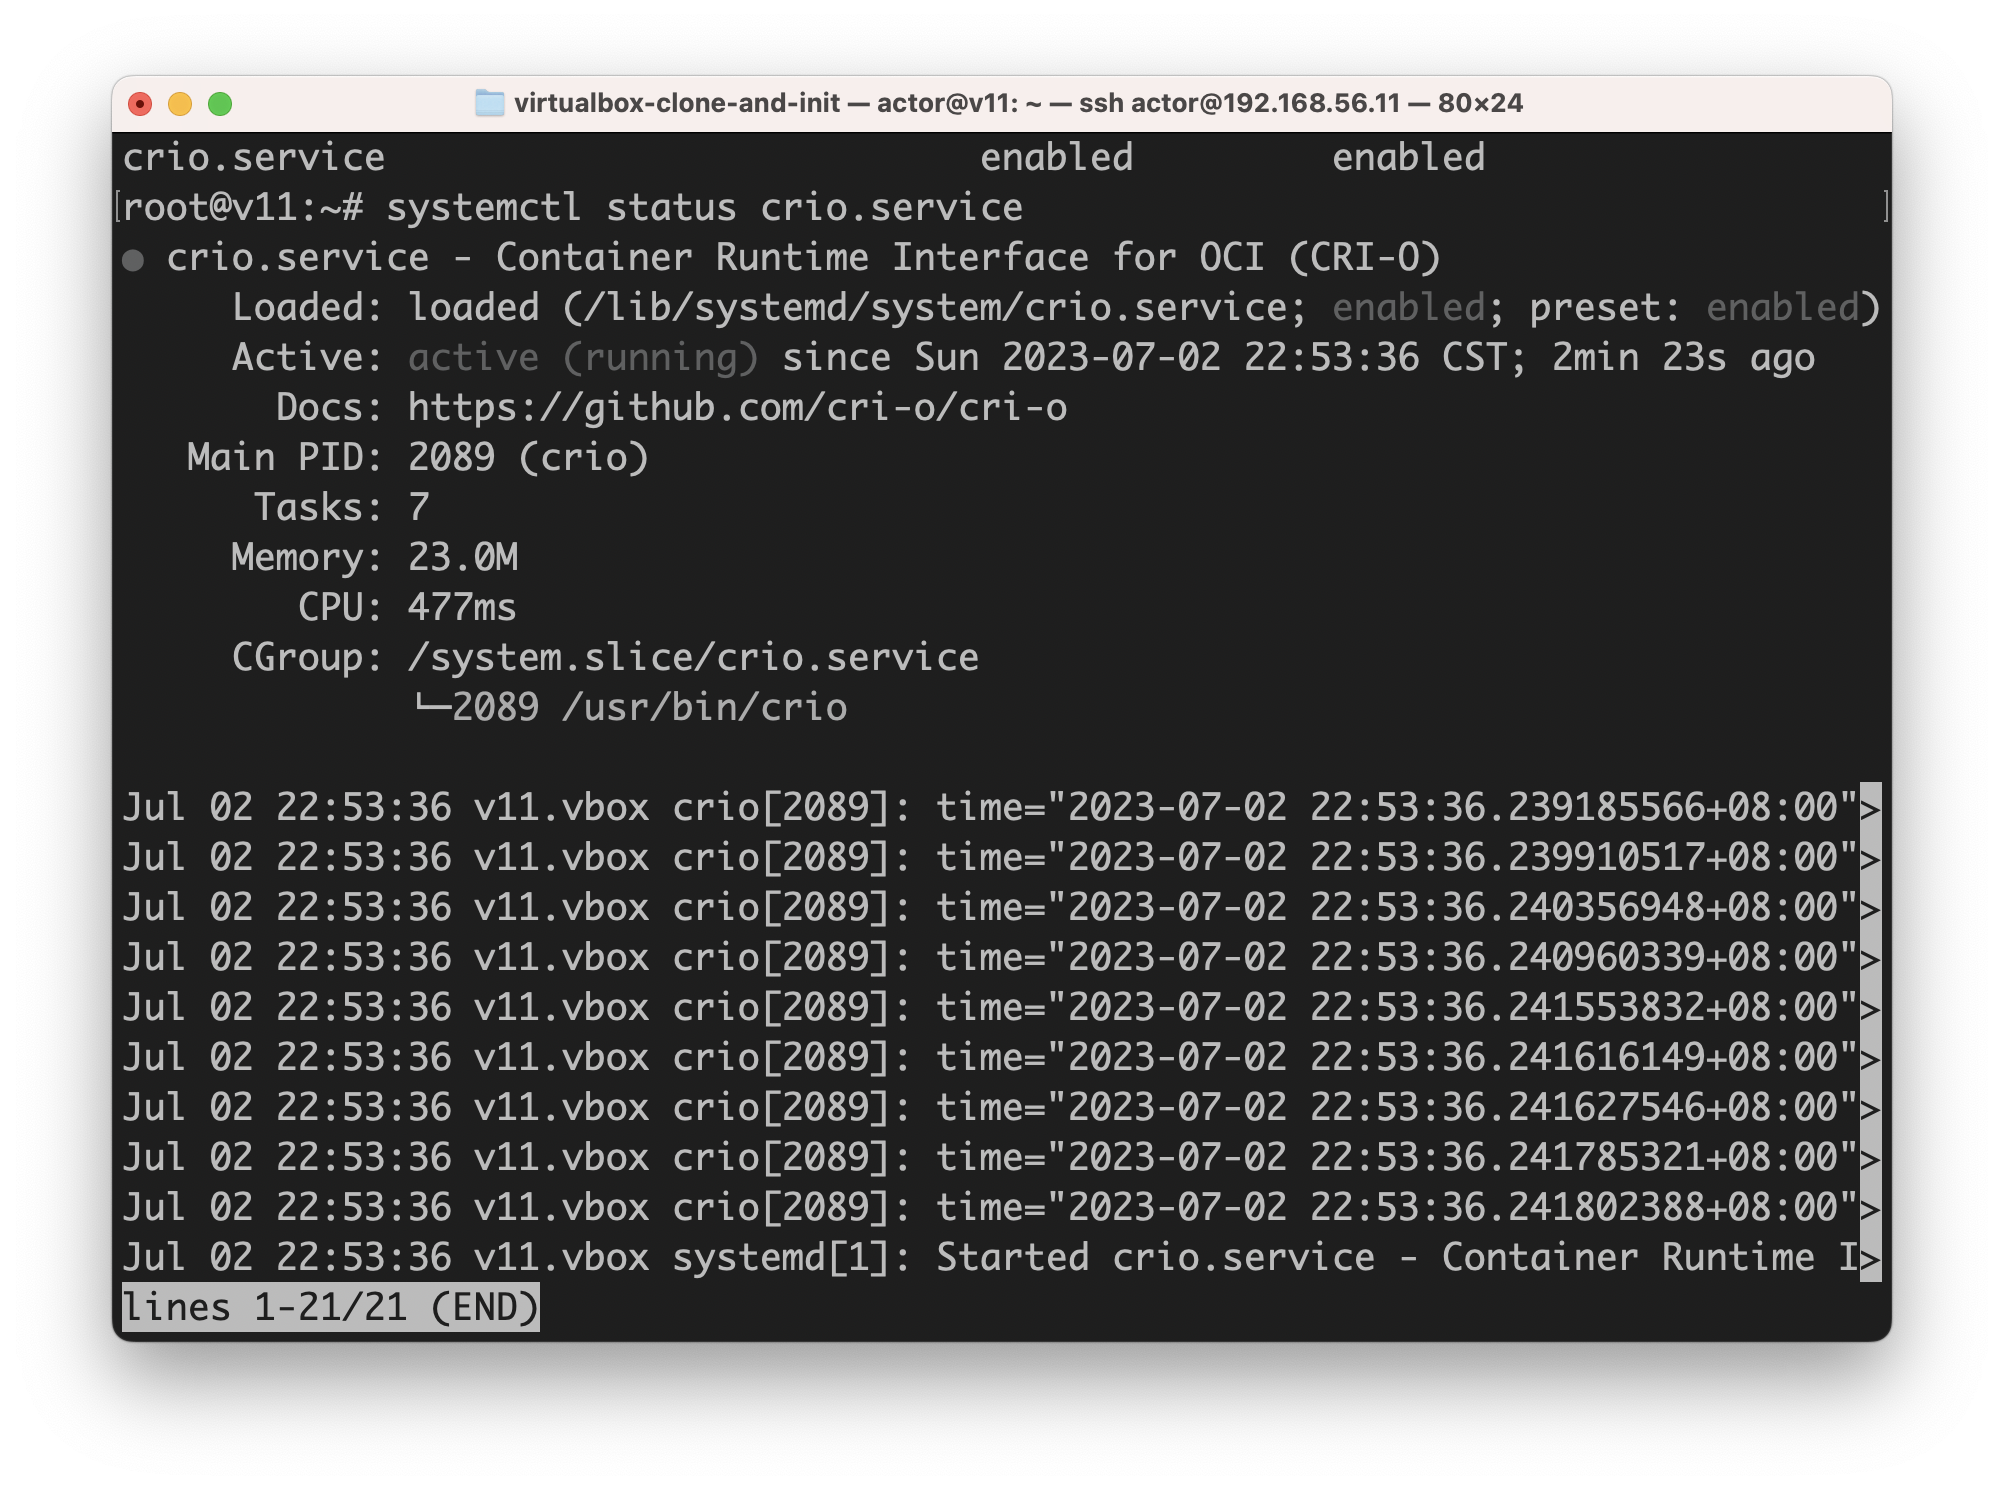 virtualbox-clone-and-init — actor@v11: ~ — ssh actor@192.168.56.11 — 80×24
crio.service                           enabled         enabled
[root@v11:~# systemctl status crio.service                                       ]
● crio.service - Container Runtime Interface for OCI (CRI-O)
     Loaded: loaded (/lib/systemd/system/crio.service; enabled; preset: enabled)
     Active: active (running) since Sun 2023-07-02 22:53:36 CST; 2min 23s ago
       Docs: https://github.com/cri-o/cri-o
   Main PID: 2089 (crio)
      Tasks: 7
     Memory: 23.0M
        CPU: 477ms
     CGroup: /system.slice/crio.service
             └─2089 /usr/bin/crio
Jul 02 22:53:36 v11.vbox crio[2089]: time="2023-07-02 22:53:36.239185566+08:00">
Jul 02 22:53:36 v11.vbox crio[2089]: time="2023-07-02 22:53:36.239910517+08:00">
Jul 02 22:53:36 v11.vbox crio[2089]: time="2023-07-02 22:53:36.240356948+08:00">
Jul 02 22:53:36 v11.vbox crio[2089]: time="2023-07-02 22:53:36.240960339+08:00">
Jul 02 22:53:36 v11.vbox crio[2089]: time="2023-07-02 22:53:36.241553832+08:00">
Jul 02 22:53:36 v11.vbox crio[2089]: time="2023-07-02 22:53:36.241616149+08:00">
Jul 02 22:53:36 v11.vbox crio[2089]: time="2023-07-02 22:53:36.241627546+08:00">
Jul 02 22:53:36 v11.vbox crio[2089]: time="2023-07-02 22:53:36.241785321+08:00">
Jul 02 22:53:36 v11.vbox crio[2089]: time="2023-07-02 22:53:36.241802388+08:00">
Jul 02 22:53:36 v11.vbox systemd[1]: Started crio.service - Container Runtime I>
lines 1-21/21 (END)